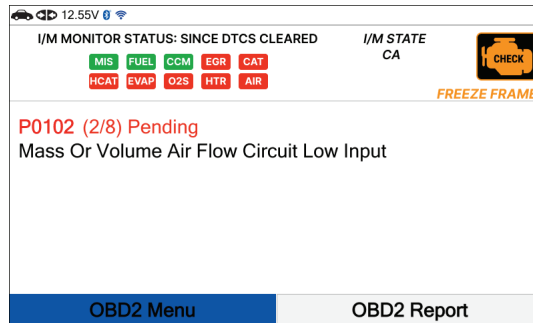 12.55V
I/M MONITOR STATUS: SINCE DTCS CLEARED
I/M STATE
CA
MIS FUEL CCM EGR CAT
HCAT EVAP O2S HTR AIR
CHECK
FREEZE FRAME
P0102 (2/8) Pending
Mass Or Volume Air Flow Circuit Low Input
OBD2 Menu
OBD2 Report